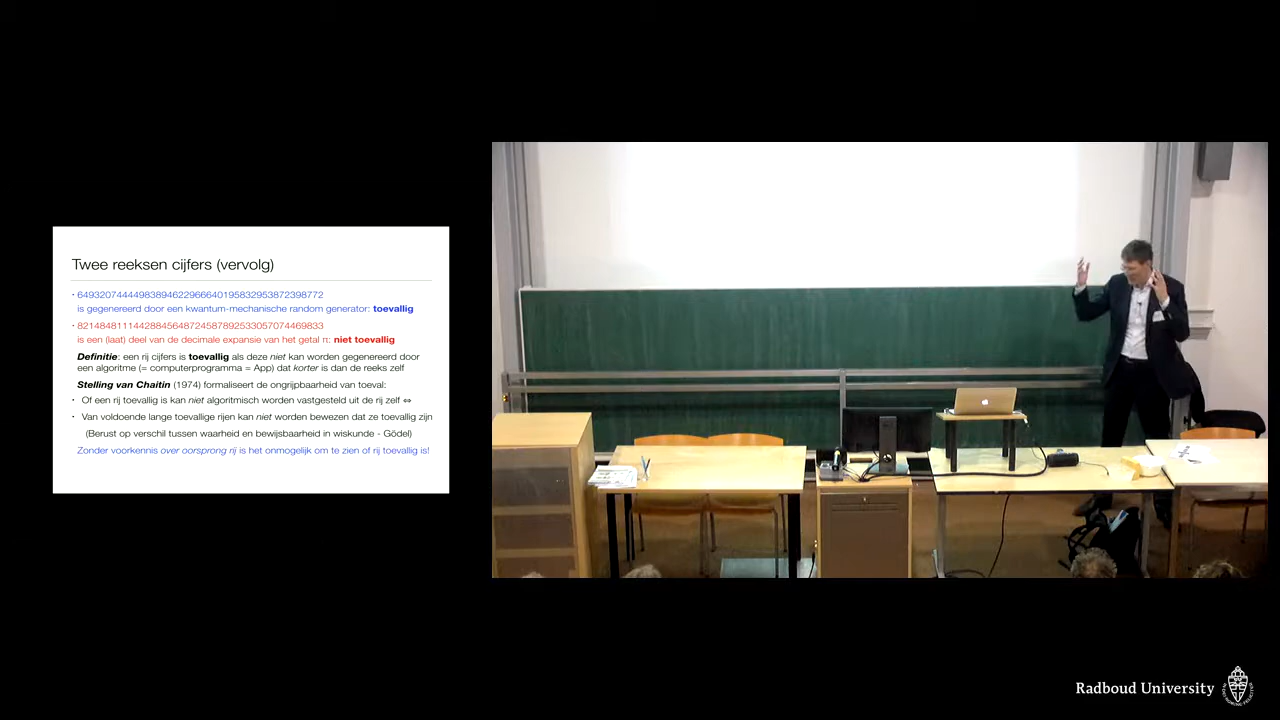 Twee reeksen cijfers (vervolg)
• 6493207444498389462296664019583295387239877​2
is gegenereerd door een kwantum-mechanische random generator: toevallig
• 8214848111442884564872458789253305707446983​3
is een (laat) deel van de decimale expansie van het getal π: niet toevallig
Definitie: een rij cijfers is toevallig als deze niet kan worden gegenereerd door
een algoritme (= computerprogramma = App) dat korter is dan de reeks zelf
Stelling van Chaitin (1974) formaliseert de ongrijpbaarheid van toeval:
• Of een rij toevallig is kan niet algoritmisch worden vastgesteld uit de rij zelf ⇔
• Van voldoende lange toevallige rijen kan niet worden bewezen dat ze toevallig zijn
(Berust op verschil tussen waarheid en bewijsbaarheid in wiskunde - Gödel)
Zonder voorkennis over oorsprong rij is het onmogelijk om te zien of rij toevallig is!
Radboud University